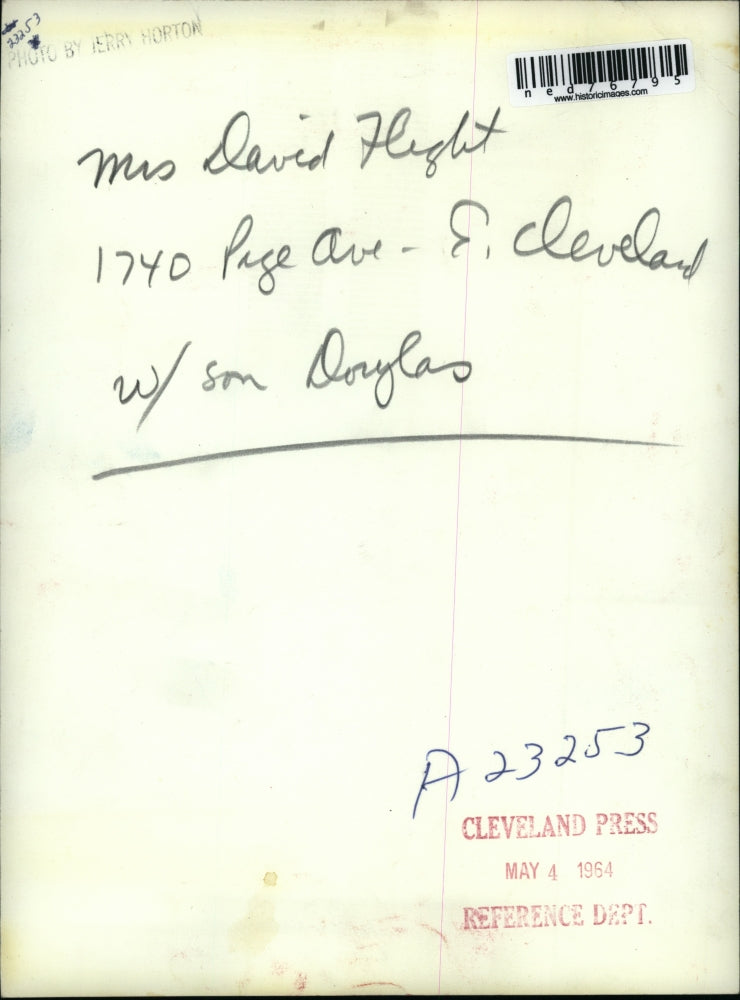 23253
PHOTO BY JERRY HORTON
ned76795
www.historicimages.com
Mrs David Flight
1740 Page Ave - E. Cleveland
w/ son Douglas
A 23253
CLEVELAND PRESS
MAY 4 1964
REFERENCE DEPT.